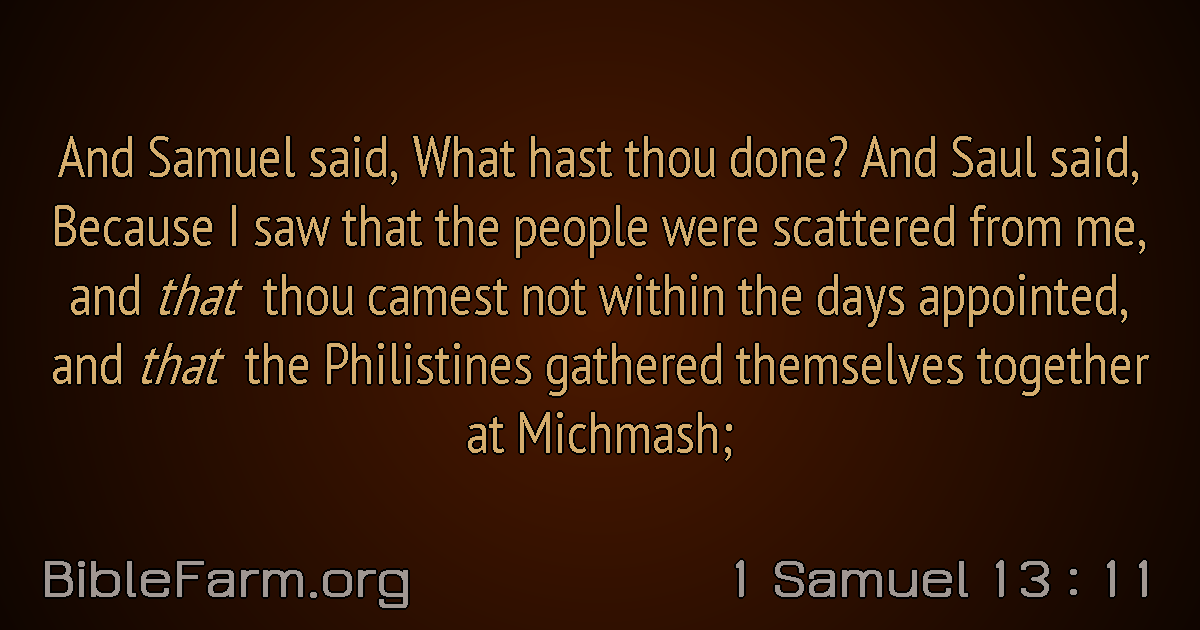 And Samuel said, What hast thou done? And Saul said,
Because I saw that the people were scattered from me,
and that thou camest not within the days appointed,
and that the Philistines gathered themselves together
at Michmash;
BibleFarm.org
1 Samuel 13 : 11